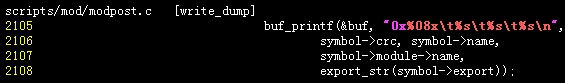 scripts/mod/modpost.c [write_dump]
2105 buf_printf(&buf, "0x%08x\t%s\t%s\t%s\n",
2106 symbol->crc, symbol->name,
2107 symbol->module->name,
2108 export_str(symbol->export));